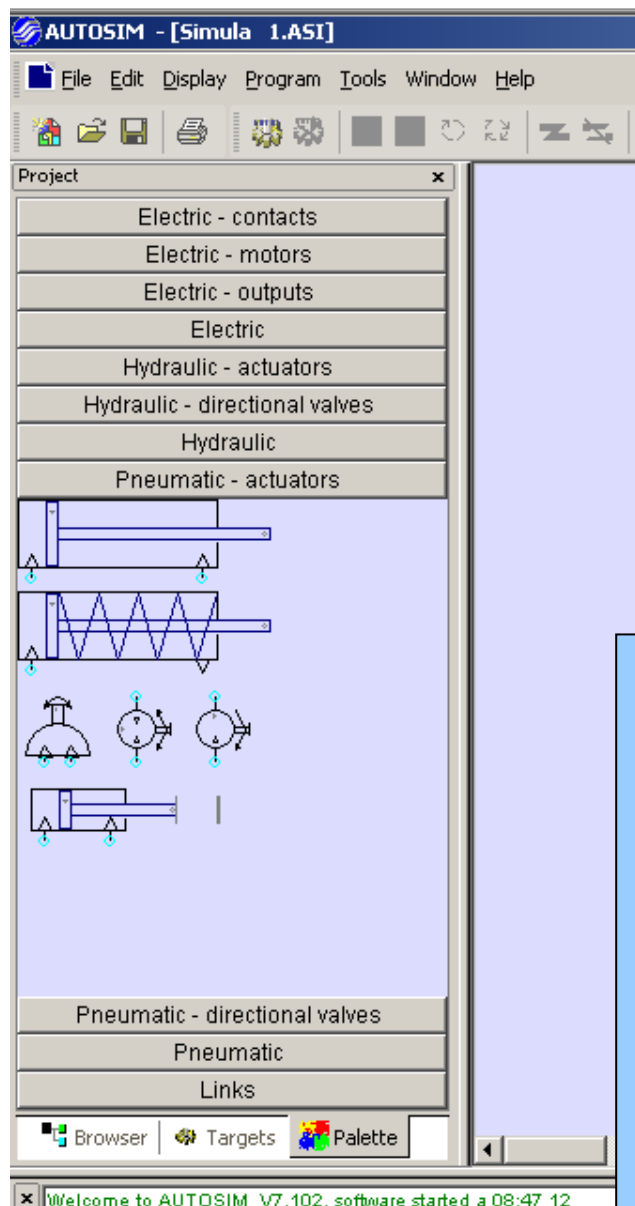 AUTOSIM - [Simula 1.ASI]
File Edit Display Program Tools Window Help
Project
Electric - contacts
Electric - motors
Electric - outputs
Electric
Hydraulic - actuators
Hydraulic - directional valves
Hydraulic
Pneumatic - actuators
Pneumatic - directional valves
Pneumatic
Links
Browser Targets Palette
Welcome to AUTOSIM V7.102, software started a 08:47 12